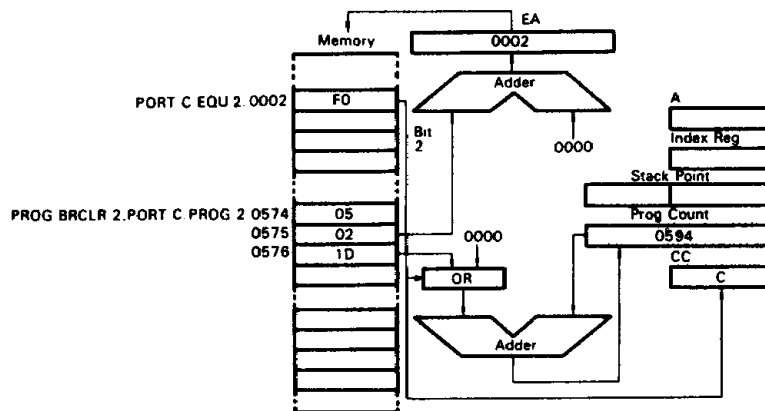 EA
Memory
0002
Adder
PORT C EQU 2 0002
F0
A
Bit
2
0000
Index Reg
Stack Point
PROG BRCLR 2.PORT C PROG 2 0574
05
Prog Count
0575
02
0000
0594
0576
1D
CC
OR
C
Adder